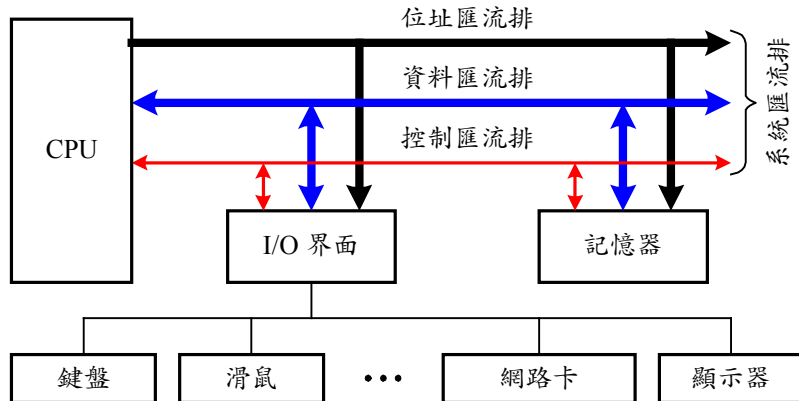 位址匯流排
資料匯流排
控制匯流排
系統匯流排
CPU
I/O 界面
記憶器
鍵盤
滑鼠
•••
網路卡
顯示器